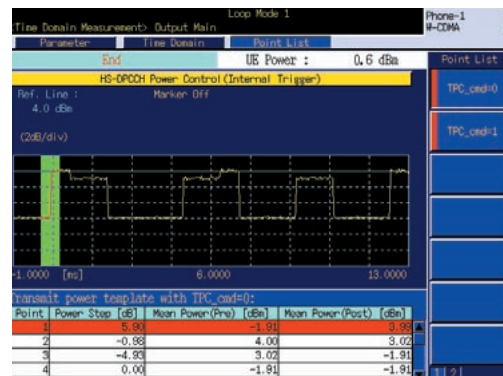 Loop Mode 1
<Time Domain Measurement> Output Main
Phone-1
W-CDMA
Parameter Time Domain Point List
End UE Power : 0.6 dBm
Point List
HS-DPCCH Power Control(Internal Trigger)
Ref. Line : Marker Off
4.0 dBm
(2dB/div)
TPC_cmd=0
TPC_cmd=1
-1.0000 [ms] 6.0000 13.0000
Transmit power template with TPC_cmd=0:
Point Power Step [dB] Mean Power(Pre) [dBm] Mean Power(Post) [dBm]
1 5.90 -1.91 3.99
2 -0.98 4.00 3.02
3 -4.93 3.02 -1.91
4 0.00 -1.91 -1.91
1 2